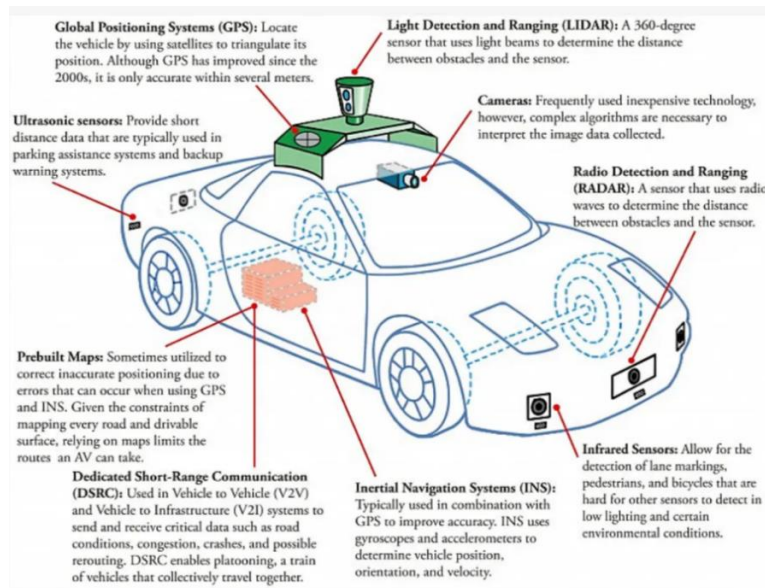 Global Positioning Systems (GPS): Locate
the vehicle by using satellites to triangulate its
position. Although GPS has improved since the
2000s, it is only accurate within several meters.
Light Detection and Ranging (LIDAR): A 360-degree
sensor that uses light beams to determine the distance
between obstacles and the sensor.
Cameras: Frequently used inexpensive technology,
however, complex algorithms are necessary to
interpret the image data collected.
Ultrasonic sensors: Provide short
distance data that are typically used in
parking assistance systems and backup
warning systems.
Radio Detection and Ranging
(RADAR): A sensor that uses radio
waves to determine the distance
between obstacles and the sensor.
Prebuilt Maps: Sometimes utilized to
correct inaccurate positioning due to
errors that can occur when using GPS
and INS. Given the constraints of
mapping every road and drivable
surface, relying on maps limits the
routes an AV can take.
Dedicated Short-Range Communication
(DSRC): Used in Vehicle to Vehicle (V2V)
and Vehicle to Infrastructure (V2I) systems to
send and receive critical data such as road
conditions, congestion, crashes, and possible
rerouting. DSRC enables platooning, a train
of vehicles that collectively travel together.
Inertial Navigation Systems (INS):
Typically used in combination with
GPS to improve accuracy. INS uses
gyroscopes and accelerometers to
determine vehicle position,
orientation, and velocity.
Infrared Sensors: Allow for the
detection of lane markings,
pedestrians, and bicycles that are
hard for other sensors to detect in
low lighting and certain
environmental conditions.